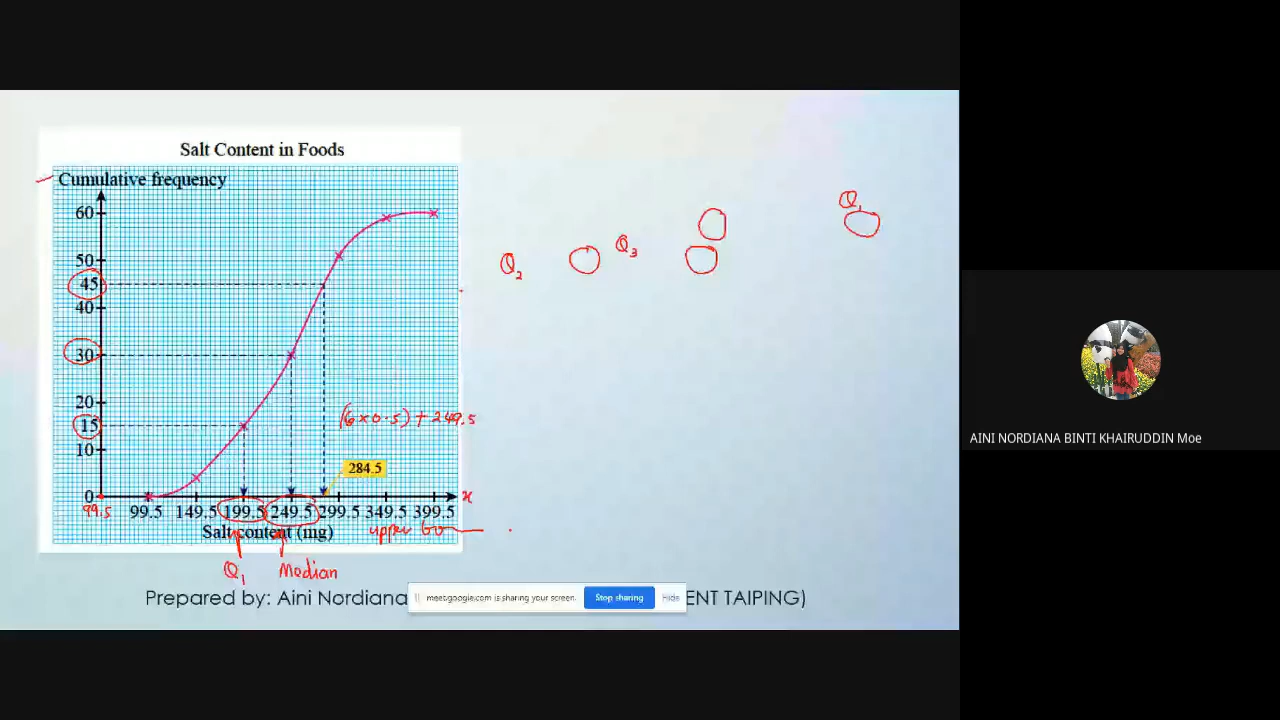 Salt Content in Foods
Cumulative frequency
60
50
45
40
30
20
15
10
0
99.5
99.5 149.5 199.5 249.5 299.5 349.5 399.5
x
Salt content (mg)
(6×0.5) + 249.5
284.5
upper bo
Q1
Median
Q2
Q3
Q1
Prepared by: Aini Nordiana
ENT TAIPING)
meet.google.com is sharing your screen.
Stop sharing
Hide
AINI NORDIANA BINTI KHAIRUDDIN Moe